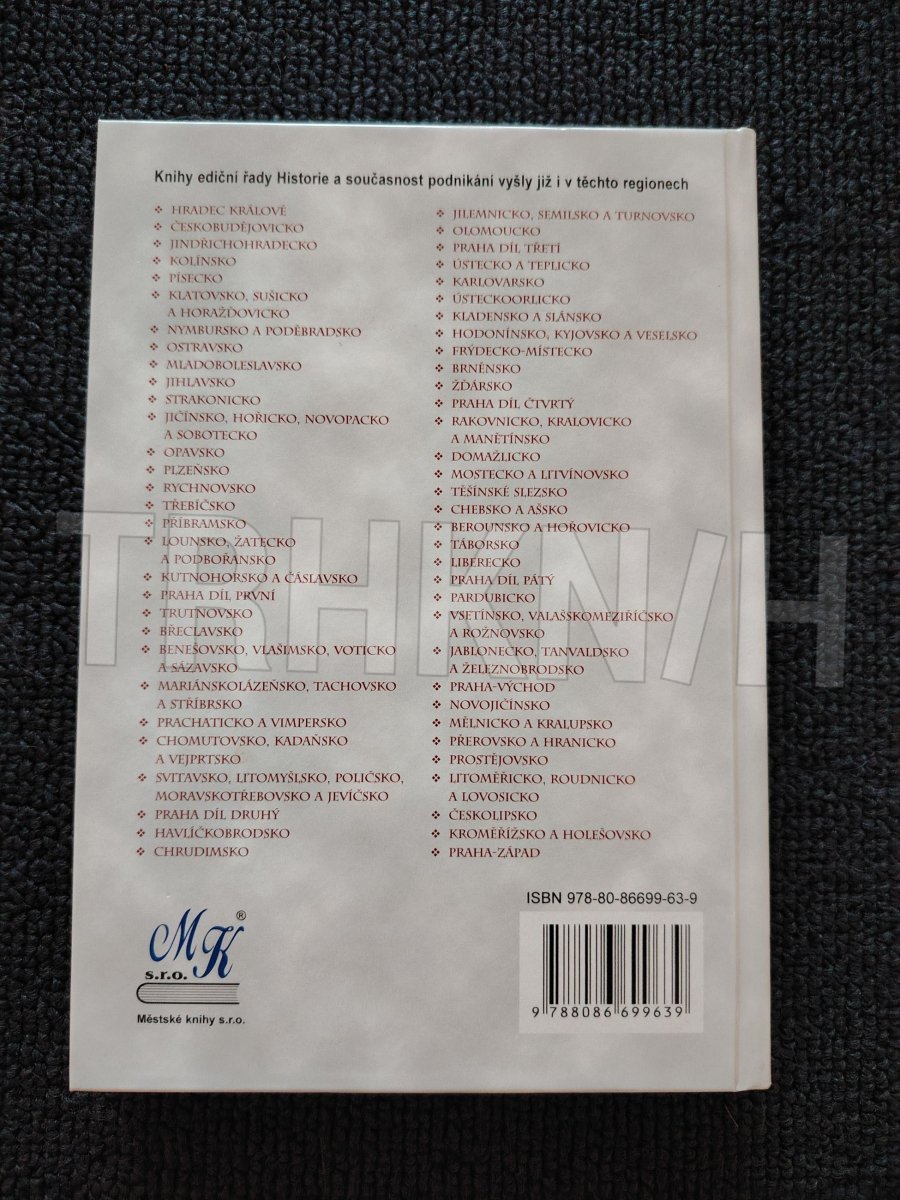 Knihy ediční řady Historie a současnost podnikání vyšly již i v těchto regionech
❖ HRADEC KRÁLOVÉ
❖ ČESKOBUDĚJOVICKO
❖ JINDŘICHOHRADECKO
❖ KOLÍNSKO
❖ PÍSECKO
❖ KLATOVSKO, SUŠICKO
A HORAŽĎOVICKO
❖ NYMBURSKO A PODĚBRADSKO
❖ OSTRAVSKO
❖ MLADOBOLESLAVSKO
❖ JIHLAVSKO
❖ STRAKONICKO
❖ JIČÍNSKO, HOŘICKO, NOVOPACKO
A SOBOTECKO
❖ OPAVSKO
❖ PLZEŇSKO
❖ RYCHNOVSKO
❖ TŘEBÍČSKO
❖ PŘÍBRAMSKO
❖ LOUNSKO, ŽATECKO
A PODBOŘANSKO
❖ KUTNOHORSKO A ČÁSLAVSKO
❖ PRAHA DÍL PRVNÍ
❖ TRUTNOVSKO
❖ BŘECLAVSKO
❖ BENEŠOVSKO, VLAŠIMSKO, VOTICKO
A SÁZAVSKO
❖ MARIÁNSKOLÁZEŇSKO, TACHOVSKO
A STŘÍBRSKO
❖ PRACHATICKO A VIMPERSKO
❖ CHOMUTOVSKO, KADAŇSKO
A VEJPRTSKO
❖ SVITAVSKO, LITOMYŠLSKO, POLIČSKO,
MORAVSKOTŘEBOVSKO A JEVÍČSKO
❖ PRAHA DÍL DRUHÝ
❖ HAVLÍČKOBRODSKO
❖ CHRUDIMSKO
❖ JILEMNICKO, SEMILSKO A TURNOVSKO
❖ OLOMOUCKO
❖ PRAHA DÍL TŘETÍ
❖ ÚSTECKO A TEPLICKO
❖ KARLOVARSKO
❖ ÚSTECKOORLICKO
❖ KLADENSKO A SLÁNSKO
❖ HODONÍNSKO, KYJOVSKO A VESELSKO
❖ FRÝDECKO-MÍSTECKO
❖ BRNĚNSKO
❖ ŽĎÁRSKO
❖ PRAHA DÍL ČTVRTÝ
❖ RAKOVNICKO, KRALOVICKO
A MANĚTÍNSKO
❖ DOMAŽLICKO
❖ MOSTECKO A LITVÍNOVSKO
❖ TĚŠÍNSKÉ SLEZSKO
❖ CHEBSKO A AŠSKO
❖ BEROUNSKO A HOŘOVICKO
❖ TÁBORSKO
❖ LIBERECKO
❖ PRAHA DÍL PÁTÝ
❖ PARDUBICKO
❖ VSETÍNSKO, VALAŠSKOMEZIŘÍČSKO
A ROŽNOVSKO
❖ JABLONEČKO, TANVALDSKO
A ŽELEZNOBRODSKO
❖ PRAHA-VÝCHOD
❖ NOVOJIČÍNSKO
❖ MĚLNICKO A KRALUPSKO
❖ PŘEROVSKO A HRANICKO
❖ PROSTĚJOVSKO
❖ LITOMĚŘICKO, ROUDNICKO
A LOVOSICKO
❖ ČESKOLIPSKO
❖ KROMĚŘÍŽSKO A HOLEŠOVSKO
❖ PRAHA-ZÁPAD
TRHKNIH
MK®
s.r.o.
Městské knihy s.r.o.
ISBN 978-80-86699-63-9
9 788086 699639